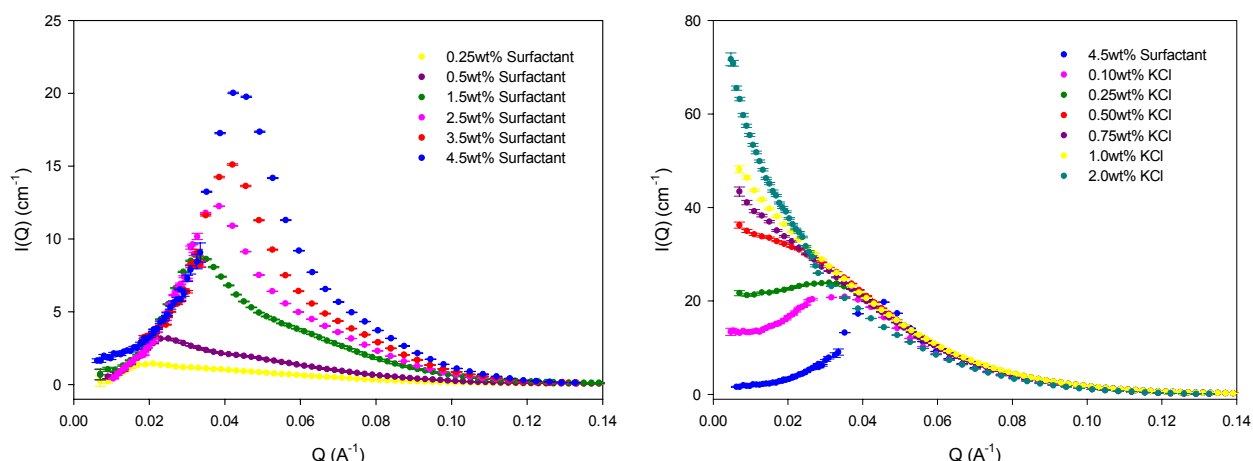 25
20
15
10
5
0
I(Q) (cm⁻¹)
0.25wt% Surfactant
0.5wt% Surfactant
1.5wt% Surfactant
2.5wt% Surfactant
3.5wt% Surfactant
4.5wt% Surfactant
0.00 0.02 0.04 0.06 0.08 0.10 0.12 0.14
Q (A⁻¹)
80
60
40
20
0
I(Q) (cm⁻¹)
4.5wt% Surfactant
0.10wt% KCl
0.25wt% KCl
0.50wt% KCl
0.75wt% KCl
1.0wt% KCl
2.0wt% KCl
0.00 0.02 0.04 0.06 0.08 0.10 0.12 0.14
Q (A⁻¹)